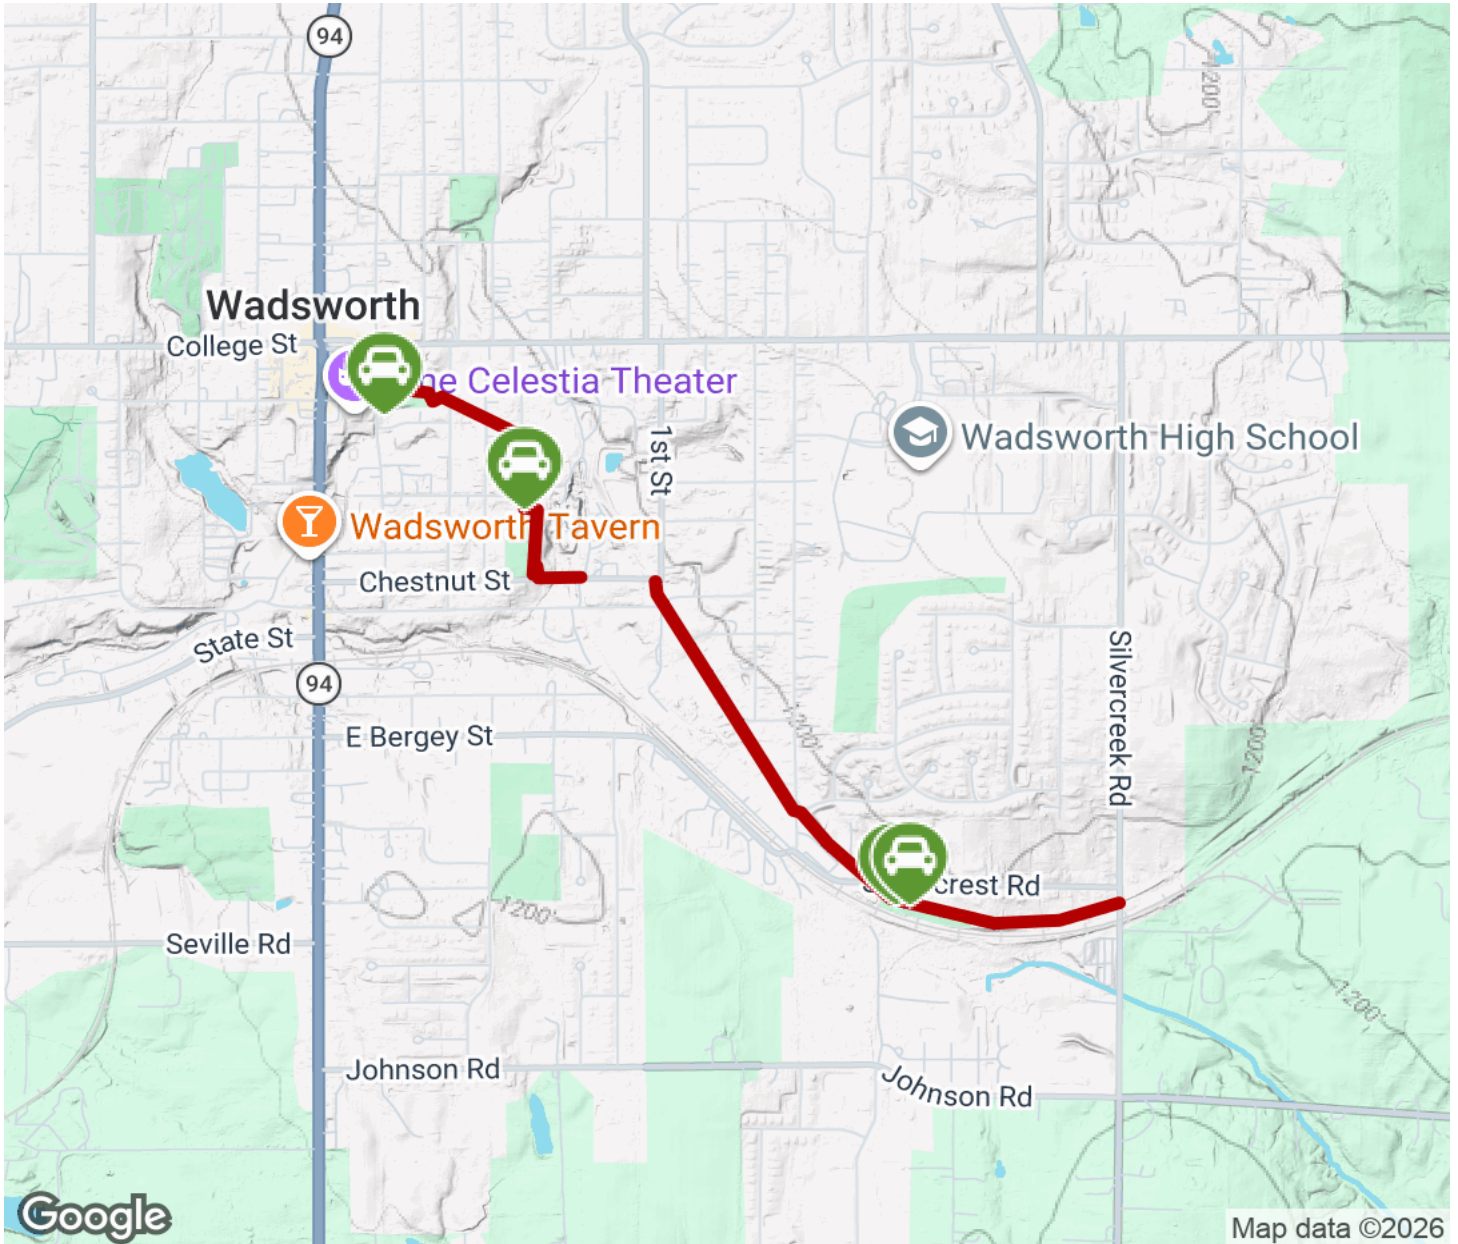 94
1200'
Wadsworth
College St
he Celestia Theater
1st St
Wadsworth High School
Wadsworth Tavern
Chestnut St
State St
94
Silvercreek Rd
1200'
1200'
E Bergey St
crest Rd
1200'
Seville Rd
1200'
Johnson Rd
Johnson Rd
Google
Map data ©2026